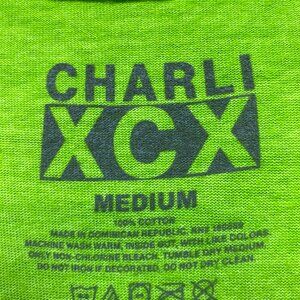 CHARLI
XCX
MEDIUM
100% COTTON
MADE IN DOMINICAN REPUBLIC.
MACHINE WASH WARM, INSIDE OUT, WITH LIKE COLORS.
ONLY NON-CHLORINE BLEACH. TUMBLE DRY MEDIUM.
DO NOT IRON IF DECORATED. DO NOT DRY CLEAN.